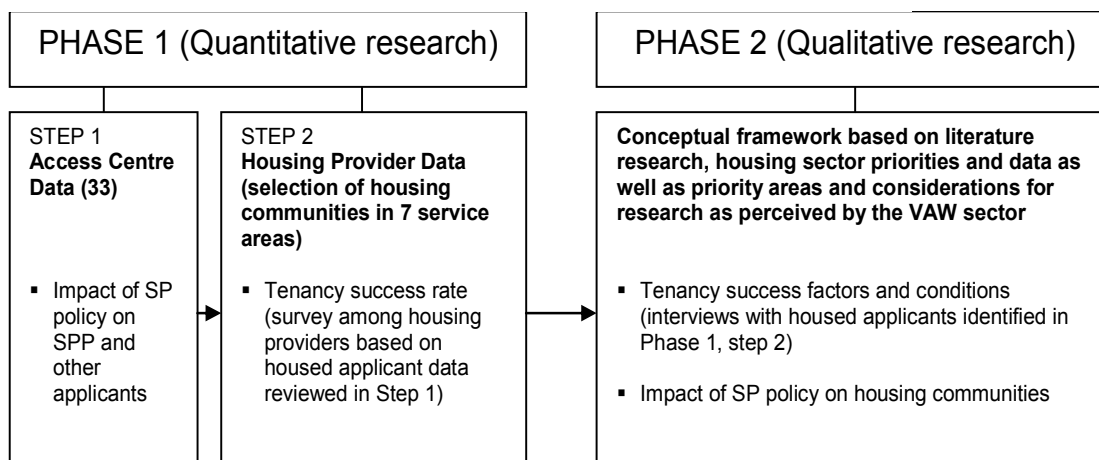 PHASE 1 (Quantitative research)
PHASE 2 (Qualitative research)
STEP 1
Access Centre
Data (33)
▪ Impact of SP
policy on
SPP and
other
applicants
STEP 2
Housing Provider Data
(selection of housing
communities in 7 service
areas)
▪ Tenancy success rate
(survey among housing
providers based on
housed applicant data
reviewed in Step 1)
Conceptual framework based on literature
research, housing sector priorities and data as
well as priority areas and considerations for
research as perceived by the VAW sector
▪ Tenancy success factors and conditions
(interviews with housed applicants identified in
Phase 1, step 2)
▪ Impact of SP policy on housing communities